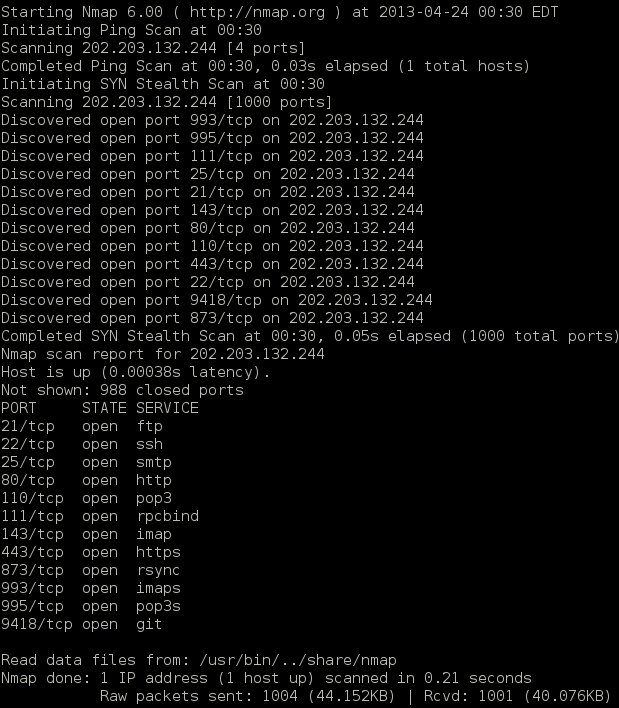 Starting Nmap 6.00 ( http://nmap.org ) at 2013-04-24 00:30 EDT
Initiating Ping Scan at 00:30
Scanning 202.203.132.244 [4 ports]
Completed Ping Scan at 00:30, 0.03s elapsed (1 total hosts)
Initiating SYN Stealth Scan at 00:30
Scanning 202.203.132.244 [1000 ports]
Discovered open port 993/tcp on 202.203.132.244
Discovered open port 995/tcp on 202.203.132.244
Discovered open port 111/tcp on 202.203.132.244
Discovered open port 25/tcp on 202.203.132.244
Discovered open port 21/tcp on 202.203.132.244
Discovered open port 143/tcp on 202.203.132.244
Discovered open port 80/tcp on 202.203.132.244
Discovered open port 110/tcp on 202.203.132.244
Discovered open port 443/tcp on 202.203.132.244
Discovered open port 22/tcp on 202.203.132.244
Discovered open port 9418/tcp on 202.203.132.244
Discovered open port 873/tcp on 202.203.132.244
Completed SYN Stealth Scan at 00:30, 0.05s elapsed (1000 total ports)
Nmap scan report for 202.203.132.244
Host is up (0.00038s latency).
Not shown: 988 closed ports
PORT     STATE SERVICE
21/tcp   open  ftp
22/tcp   open  ssh
25/tcp   open  smtp
80/tcp   open  http
110/tcp  open  pop3
111/tcp  open  rpcbind
143/tcp  open  imap
443/tcp  open  https
873/tcp  open  rsync
993/tcp  open  imaps
995/tcp  open  pop3s
9418/tcp open  git
Read data files from: /usr/bin/../share/nmap
Nmap done: 1 IP address (1 host up) scanned in 0.21 seconds
           Raw packets sent: 1004 (44.152KB) | Rcvd: 1001 (40.076KB)